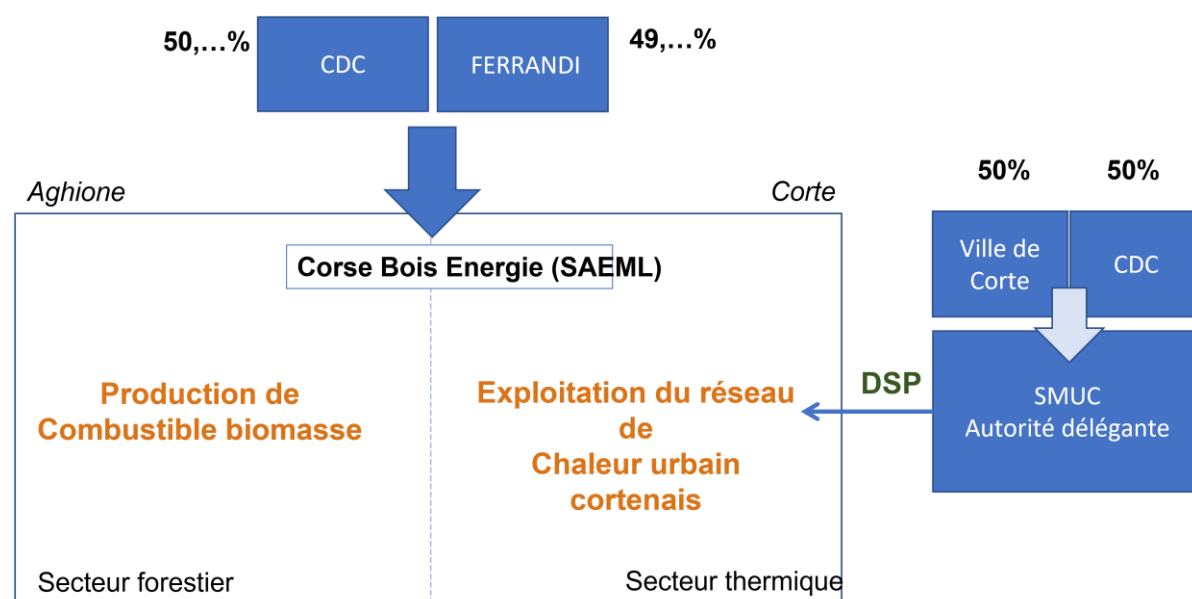 50,…%
CDC
FERRANDI
49,…%
50%
50%
Aghione
Corte
Ville de
Corte
CDC
Corse Bois Energie (SAEML)
Production de
Combustible biomasse
Exploitation du réseau
de
Chaleur urbain
cortenais
DSP
SMUC
Autorité délégante
Secteur forestier
Secteur thermique